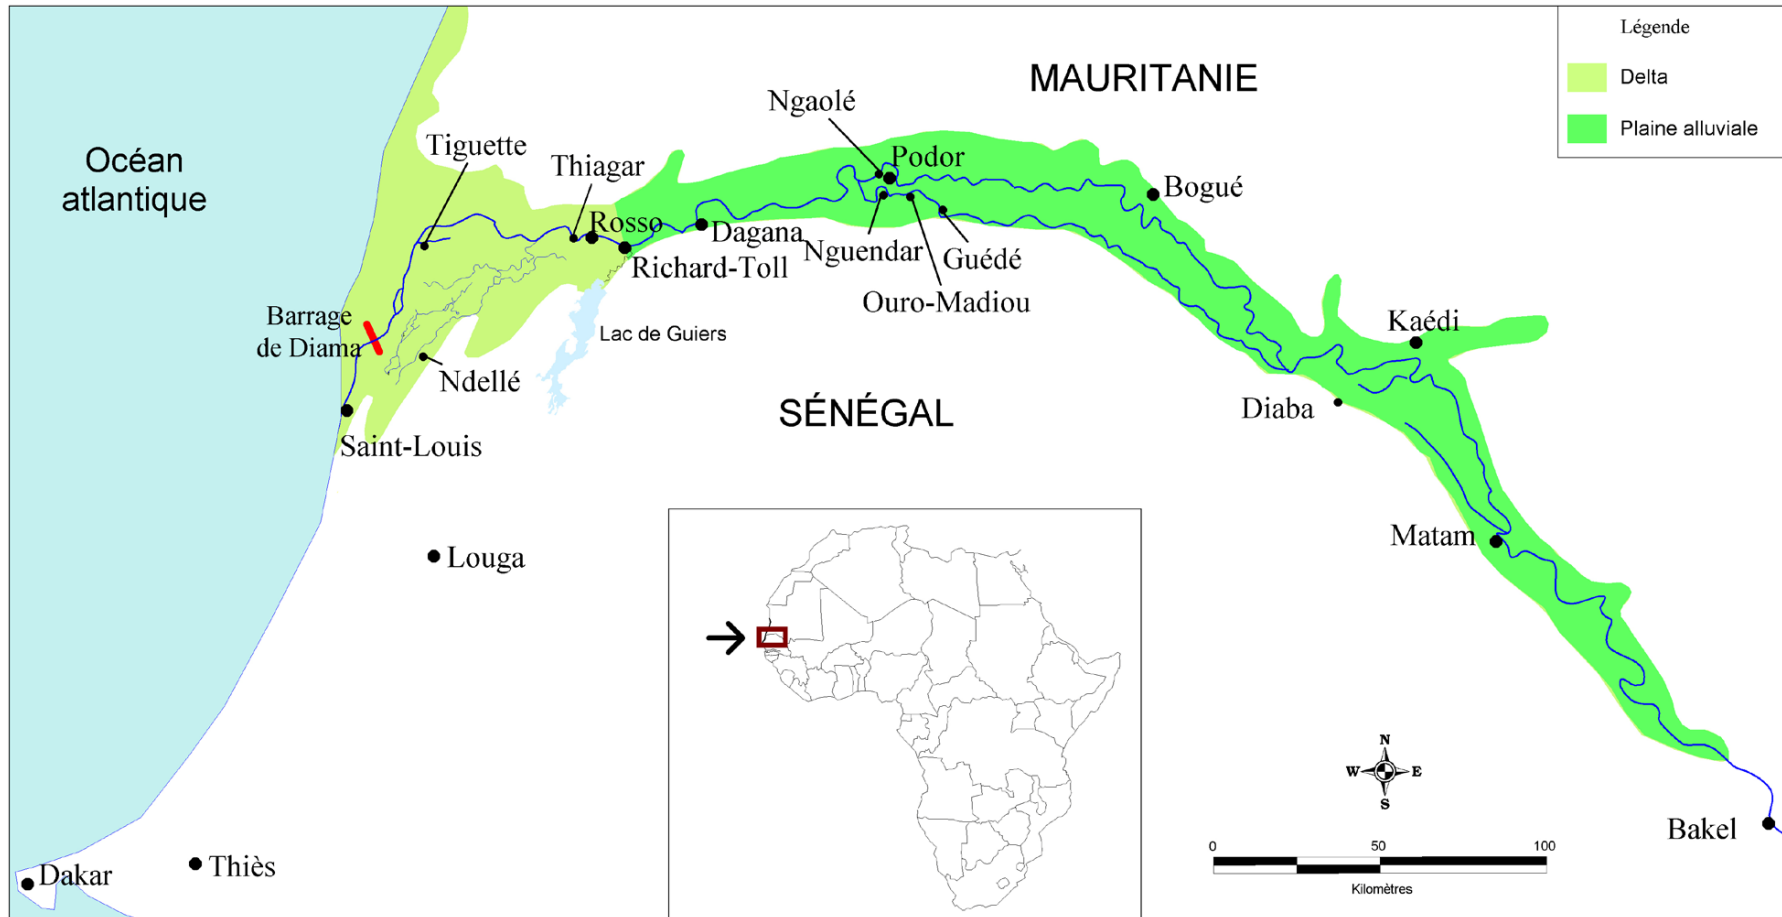 Légende
Delta
Plaine alluviale
MAURITANIE
Océan
atlantique
Ngaolé
Podor
Tiguette
Thiagar
Rosso
Richard-Toll
Dagana
Nguendar
Guédé
Ouro-Madiou
Bogué
Kaédi
Barrage
de Diama
Lac de Guiers
Ndellé
Saint-Louis
SÉNÉGAL
Diaba
Matam
Louga
Bakel
Dakar
Thiès
N
W E
S
0 50 100
Kilomètres